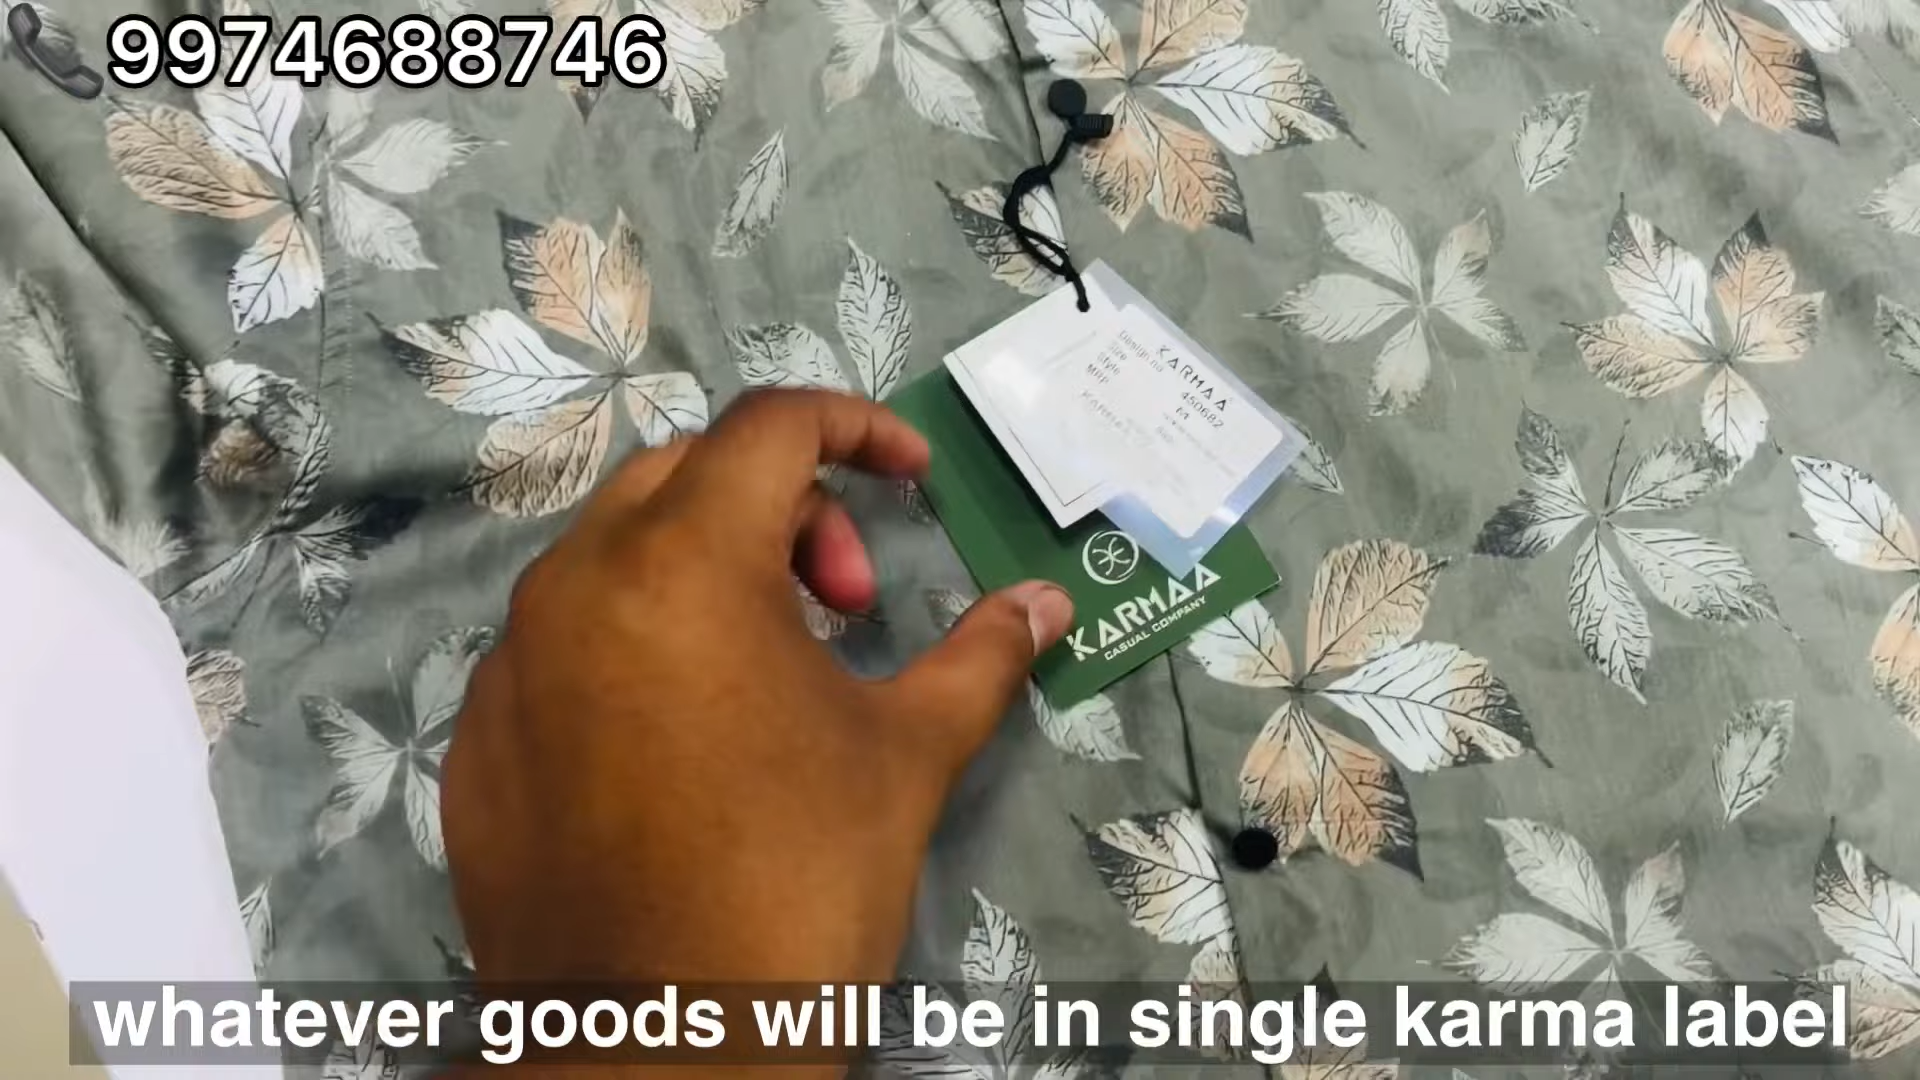 9974688746
KARMAA
Design no 450682
Size M
Style
MRP
KARMAA
CASUAL COMPANY
whatever goods will be in single karma label